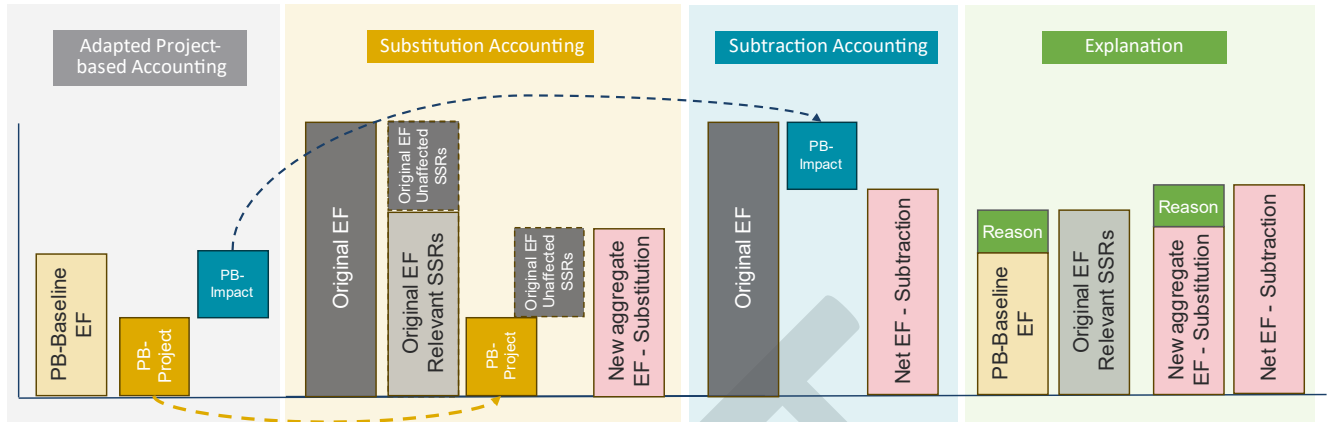 Adapted Project-
based Accounting
PB-Baseline
EF
PB-
Project
PB-
Impact
Substitution Accounting
Original EF
Original EF
Unaffected
SSRs
Original EF
Relevant SSRs
PB-
Project
Original EF
Unaffected
SSRs
New aggregate
EF - Substitution
Subtraction Accounting
Original EF
PB-
Impact
Net EF - Subtraction
Explanation
Reason
PB-Baseline
EF
Original EF
Relevant SSRs
Reason
New aggregate
EF - Substitution
Net EF - Subtraction